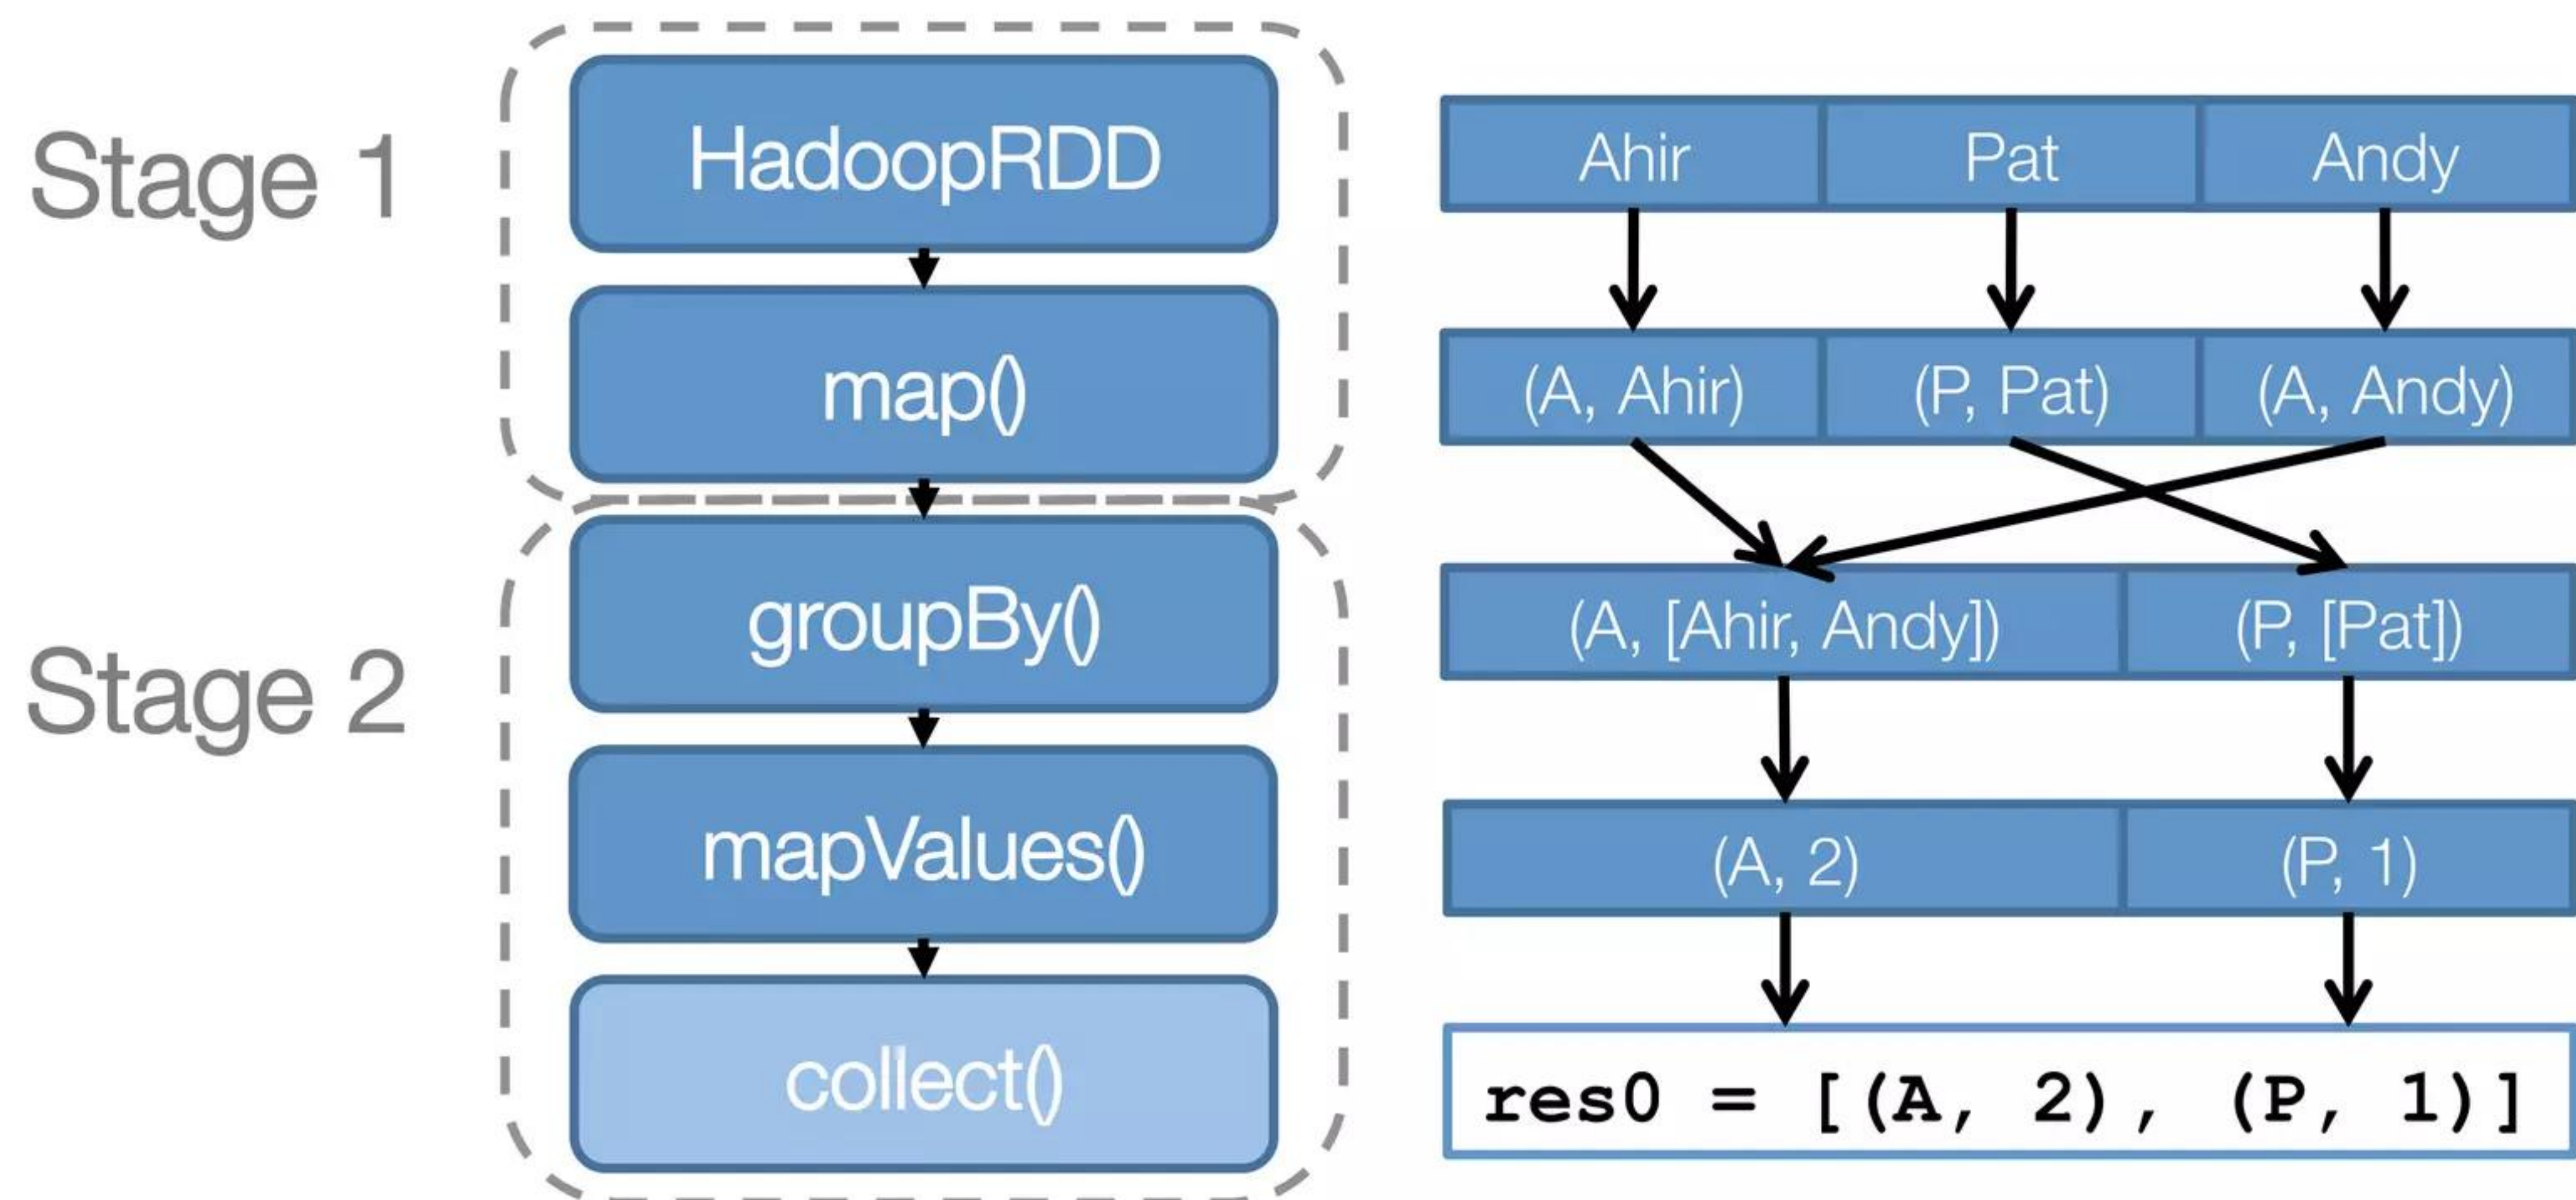 Stage 1
HadoopRDD
map()
Stage 2
groupBy()
mapValues()
collect()
Ahir Pat Andy
(A, Ahir) (P, Pat) (A, Andy)
(A, [Ahir, Andy]) (P, [Pat])
(A, 2) (P, 1)
res0 = [(A, 2), (P, 1)]